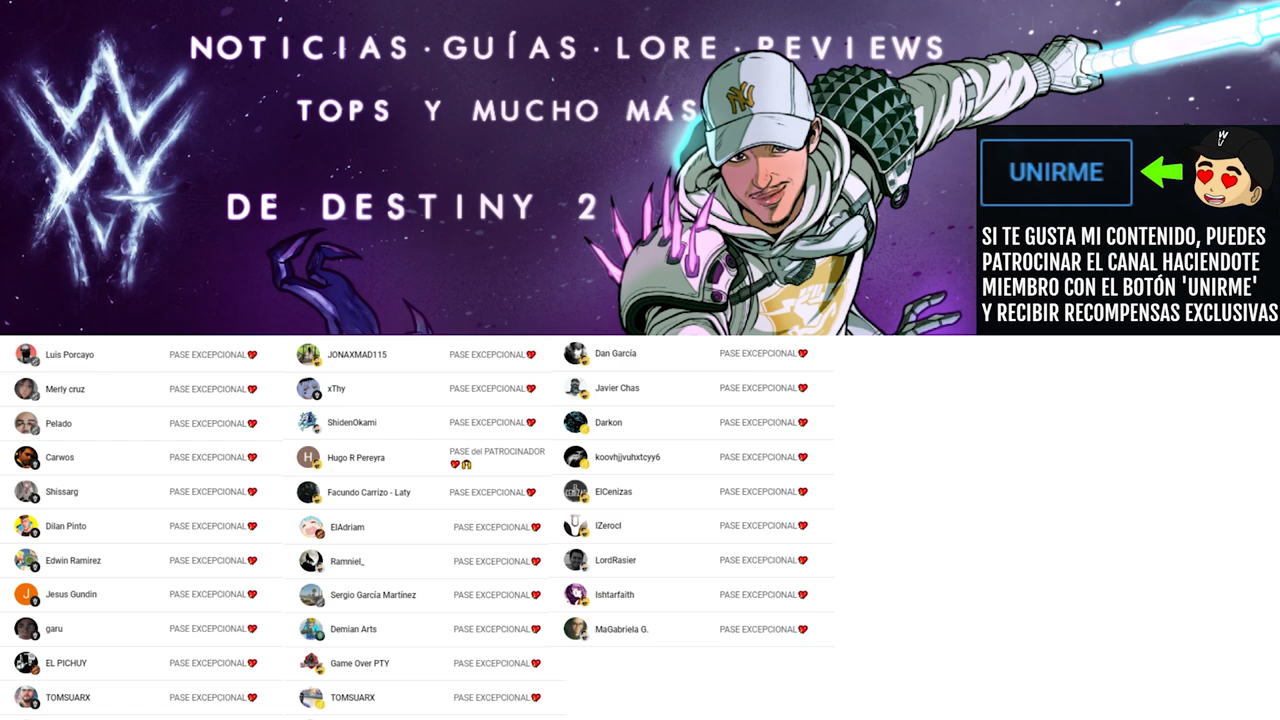 NOTICIAS · GUÍAS · LORE · REVIEWS
TOPS Y MUCHO MÁS
DE DESTINY 2
NY
UNIRME
SI TE GUSTA MI CONTENIDO, PUEDES
PATROCINAR EL CANAL HACIENDOTE
MIEMBRO CON EL BOTÓN 'UNIRME'
Y RECIBIR RECOMPENSAS EXCLUSIVAS
Luis Porcayo PASE EXCEPCIONAL
Merly cruz PASE EXCEPCIONAL
Pelado PASE EXCEPCIONAL
Carwos PASE EXCEPCIONAL
Shissarg PASE EXCEPCIONAL
Dilan Pinto PASE EXCEPCIONAL
Edwin Ramirez PASE EXCEPCIONAL
J Jesus Gundin PASE EXCEPCIONAL
garu PASE EXCEPCIONAL
EL PICHUY PASE EXCEPCIONAL
TOMSUARX PASE EXCEPCIONAL
JONAXMAD115 PASE EXCEPCIONAL
xThy PASE EXCEPCIONAL
ShidenOkami PASE EXCEPCIONAL
H Hugo R Pereyra PASE del PATROCINADOR
Facundo Carrizo - Laty PASE EXCEPCIONAL
ElAdriam PASE EXCEPCIONAL
Ramniel_ PASE EXCEPCIONAL
Sergio García Martínez PASE EXCEPCIONAL
Demian Arts PASE EXCEPCIONAL
Game Over PTY PASE EXCEPCIONAL
TOMSUARX PASE EXCEPCIONAL
Dan García PASE EXCEPCIONAL
Javier Chas PASE EXCEPCIONAL
Darkon PASE EXCEPCIONAL
koovhjjvuhxtcyy6 PASE EXCEPCIONAL
ElCenizas PASE EXCEPCIONAL
IZerocI PASE EXCEPCIONAL
LordRasier PASE EXCEPCIONAL
Ishtarfaith PASE EXCEPCIONAL
MaGabriela G. PASE EXCEPCIONAL